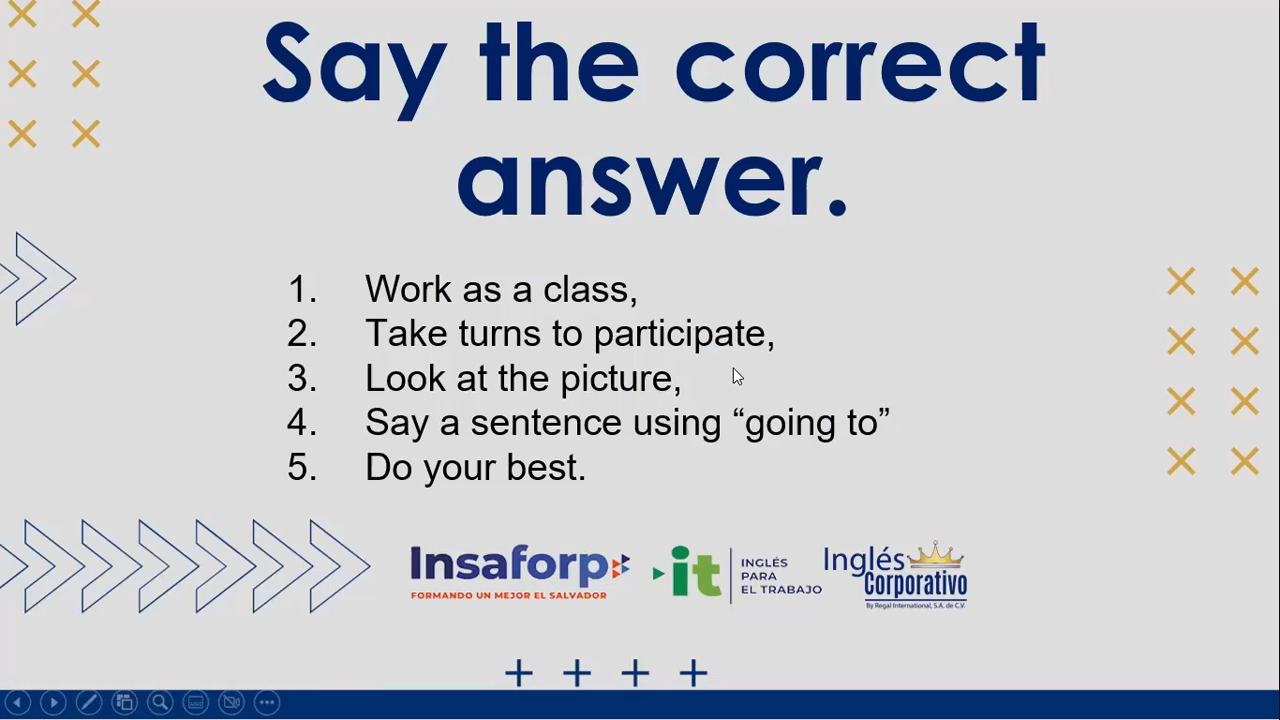 Say the correct
answer.
1. Work as a class,
2. Take turns to participate,
3. Look at the picture,
4. Say a sentence using “going to”
5. Do your best.
Insaforp
FORMANDO UN MEJOR EL SALVADOR
it
INGLÉS
PARA
EL TRABAJO
Inglés
Corporativo
By Regal International, S.A. de C.V.